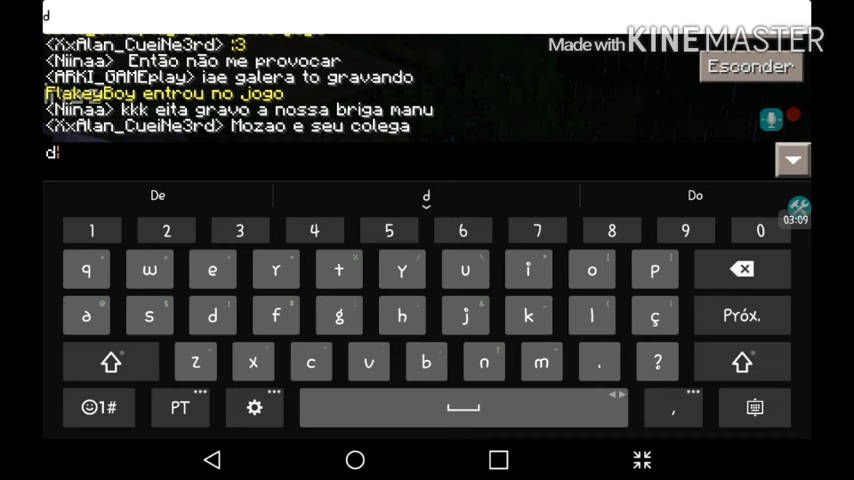 d
Made with KINEMASTER
<XxAlan_CueiNe3rd> :3
<Niinaa> Então não me provocar
Esconder
<ARKI_GAMEplay> iae galera to gravando
FlakeyBoy entrou no jogo
<Niinaa> kkk eita gravo a nossa briga manu
<XxAlan_CueiNe3rd> Mozao e seu colega
d
De d Do
03:09
1 2 3 4 5 6 7 8 9 0
q w e r t y u i o p
a s d f g h j k l ç Próx.
z x c v b n m . ?
1# PT ,